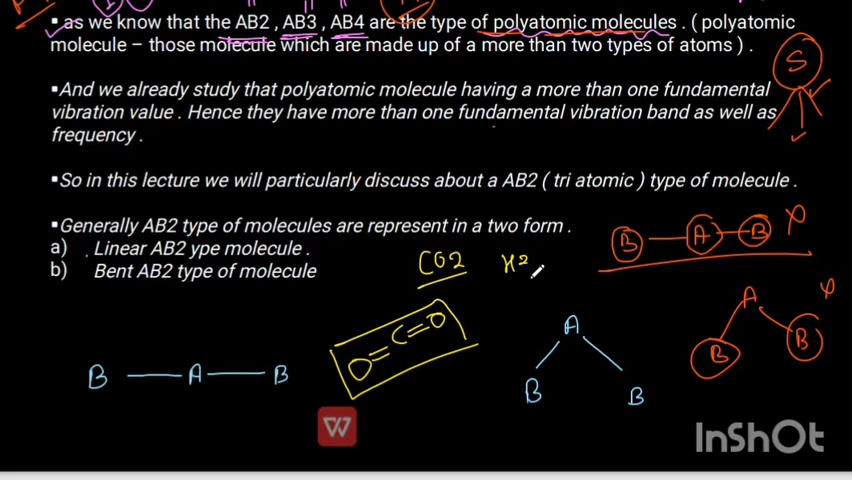 ▪as we know that the AB2 , AB3 , AB4 are the type of polyatomic molecules . ( polyatomic
molecule – those molecule which are made up of a more than two types of atoms ) .
▪And we already study that polyatomic molecule having a more than one fundamental
vibration value . Hence they have more than one fundamental vibration band as well as
frequency .
S
▪So in this lecture we will particularly discuss about a AB2 ( tri atomic ) type of molecule .
▪Generally AB2 type of molecules are represent in a two form .
a) . Linear AB2 ype molecule .
b) Bent AB2 type of molecule
B — A — B
CO2 H2
O=C=O
A
B B
B — A — B
A
B B
W
InShOt